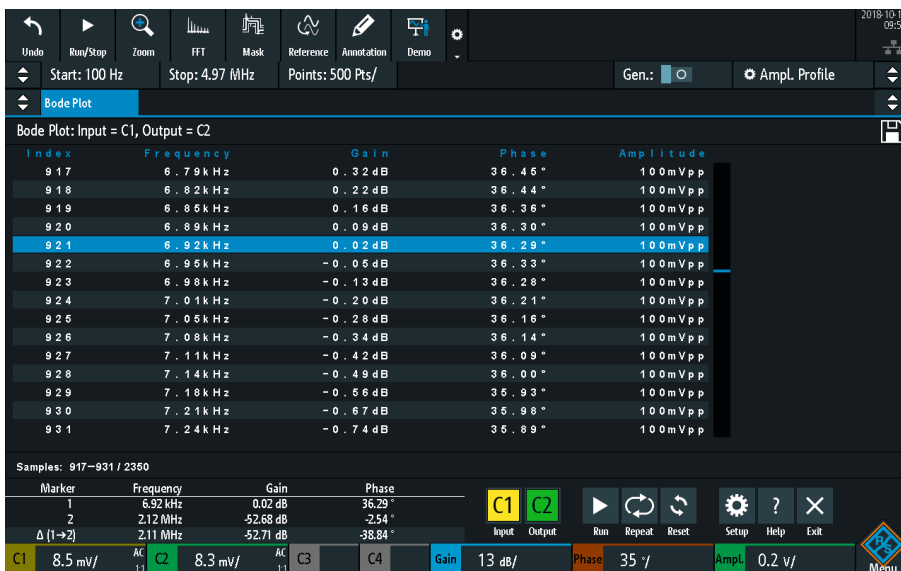 2018-10-1
09:5
Undo Run/Stop Zoom FFT Mask Reference Annotation Demo
Start: 100 Hz Stop: 4.97 MHz Points: 500 Pts/ Gen.: Ampl. Profile
Bode Plot
Bode Plot: Input = C1, Output = C2
Index Frequency Gain Phase Amplitude
917 6.79kHz 0.32dB 36.45° 100mVpp
918 6.82kHz 0.22dB 36.44° 100mVpp
919 6.85kHz 0.16dB 36.36° 100mVpp
920 6.89kHz 0.09dB 36.30° 100mVpp
921 6.92kHz 0.02dB 36.29° 100mVpp
922 6.95kHz -0.05dB 36.33° 100mVpp
923 6.98kHz -0.13dB 36.28° 100mVpp
924 7.01kHz -0.20dB 36.21° 100mVpp
925 7.05kHz -0.28dB 36.16° 100mVpp
926 7.08kHz -0.34dB 36.14° 100mVpp
927 7.11kHz -0.42dB 36.09° 100mVpp
928 7.14kHz -0.49dB 36.00° 100mVpp
929 7.18kHz -0.56dB 35.93° 100mVpp
930 7.21kHz -0.67dB 35.98° 100mVpp
931 7.24kHz -0.74dB 35.89° 100mVpp
Samples: 917-931 / 2350
Marker Frequency Gain Phase
1 6.92 kHz 0.02 dB 36.29 °
2 2.12 MHz -52.68 dB -2.54 °
Δ (1→2) 2.11 MHz -52.71 dB -38.84 °
C1 C2 ?
Input Output Run Repeat Reset Setup Help Exit
C1 8.5 mV/ AC 1:1 C2 8.3 mV/ AC 1:1 C3 C4 Gain 13 dB/ Phase 35 °/ Ampl. 0.2 V/ R&S Menu